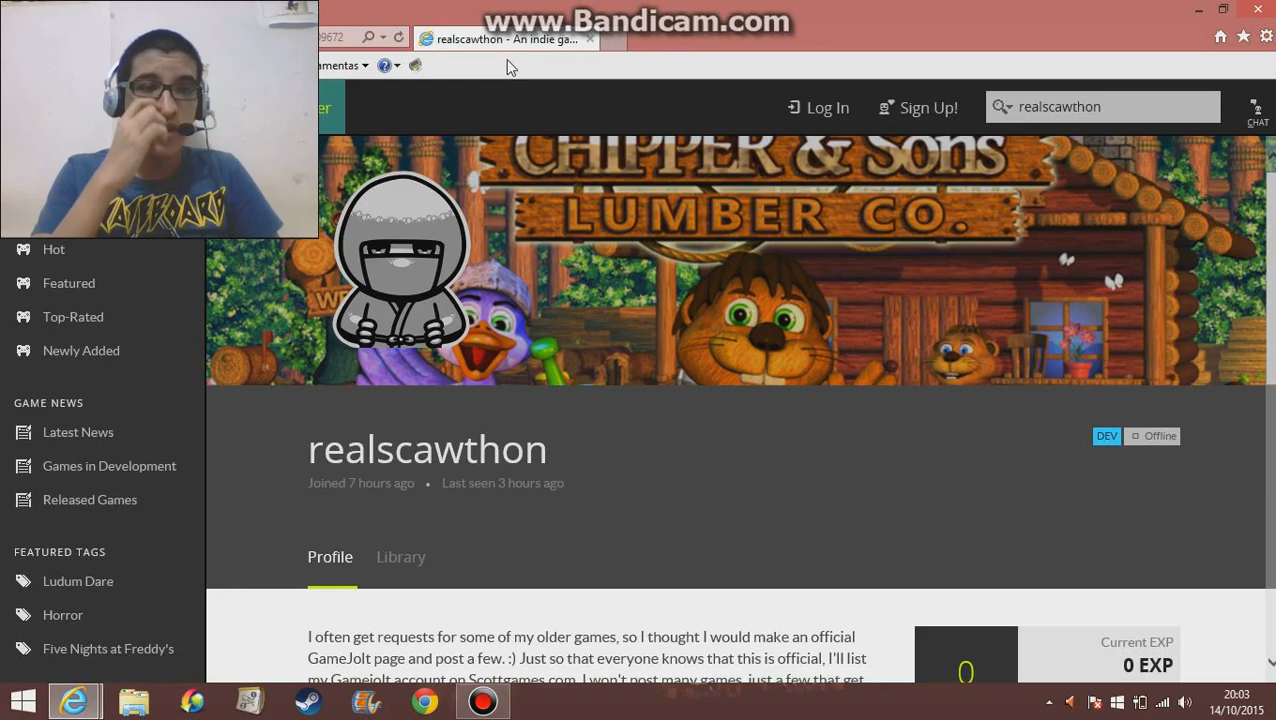 www.Bandicam.com
09672
realscawthon - An indie ga...
amentas
er
Log In
Sign Up!
realscawthon
CHAT
CHIPPER & SONS
LUMBER CO.
Hot
Featured
Top-Rated
Newly Added
GAME NEWS
Latest News
Games in Development
Released Games
FEATURED TAGS
Ludum Dare
Horror
Five Nights at Freddy's
realscawthon
DEV
Offline
Joined 7 hours ago • Last seen 3 hours ago
Profile
Library
I often get requests for some of my older games, so I thought I would make an official
GameJolt page and post a few. :) Just so that everyone knows that this is official, I'll list
my Gamejolt account on Scottgames.com. I won't post many games, just a few that get
0
Current EXP
0 EXP
20:03
14/10/2015